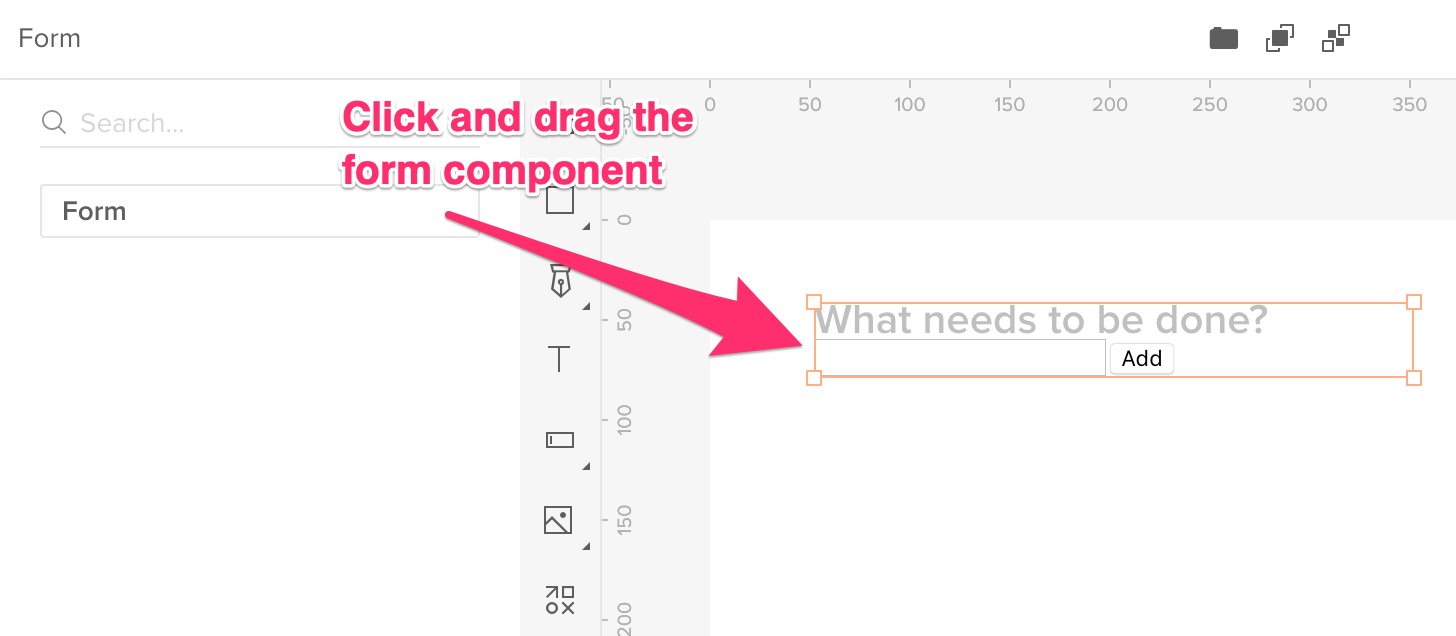 Form
Search...
Click and drag the
form component
Form
0 50 100 150 200 250 300 350
0
50
100
150
200
What needs to be done?
Add